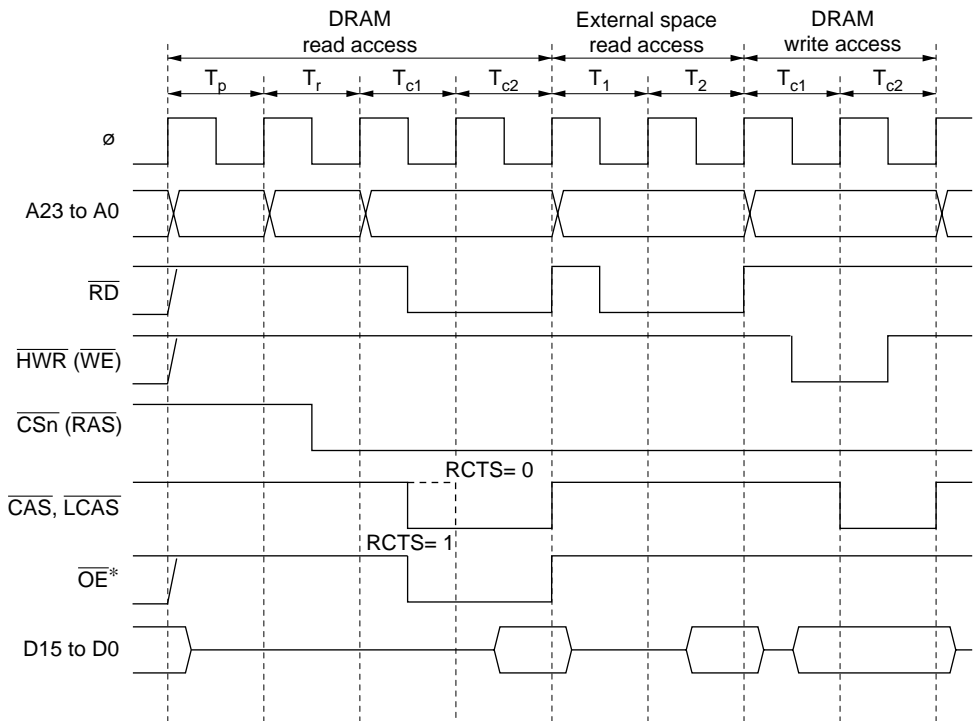 DRAM
read access
External space
read access
DRAM
write access
Tp Tr Tc1 Tc2 T1 T2 Tc1 Tc2
ø
A23 to A0
RD
HWR (WE)
CSn (RAS)
RCTS= 0
CAS, LCAS
RCTS= 1
OE*
D15 to D0